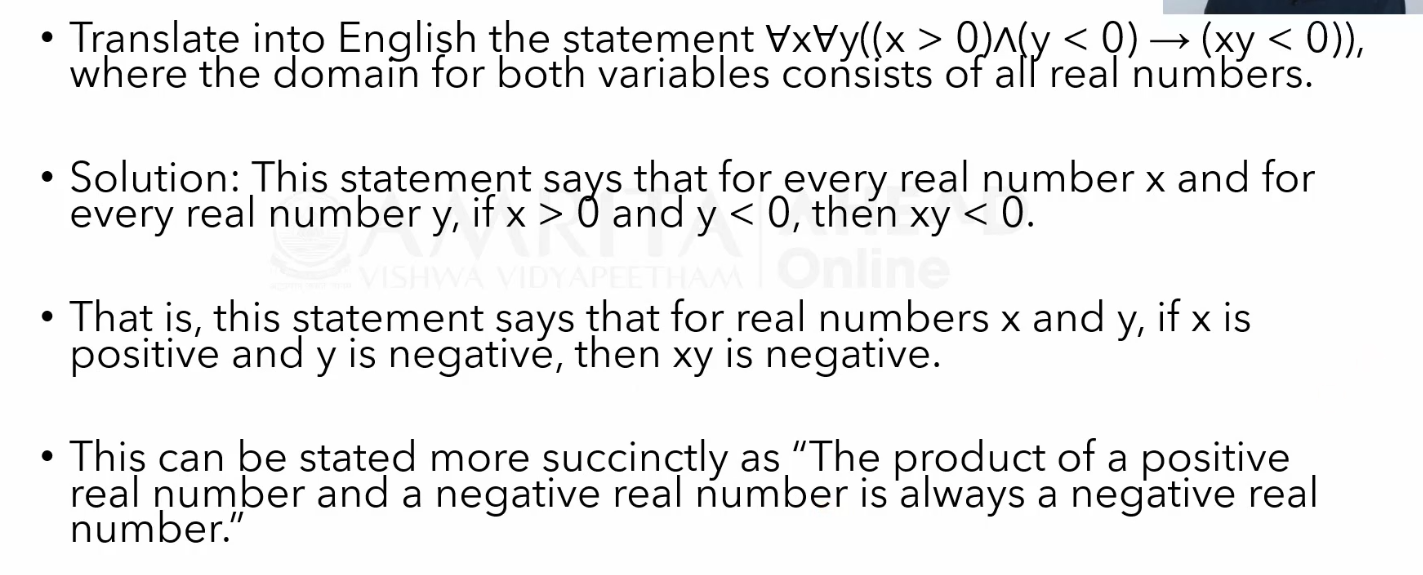 • Translate into English the statement ∀x∀y((x > 0)∧(y < 0) → (xy < 0)),
where the domain for both variables consists of all real numbers.
• Solution: This statement says that for every real number x and for
every real number y, if x > 0 and y < 0, then xy < 0.
AMRITA AHEAD
VISHWA VIDYAPEETHAM Online
• That is, this statement says that for real numbers x and y, if x is
positive and y is negative, then xy is negative.
• This can be stated more succinctly as “The product of a positive
real number and a negative real number is always a negative real
number.”